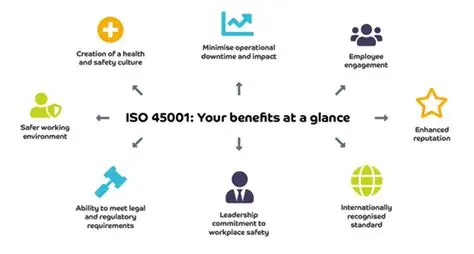 Creation of a health
and safety culture
Minimise operational
downtime and impact
Employee
engagement
Safer working
environment
ISO 45001: Your benefits at a glance
Enhanced
reputation
Ability to meet legal
and regulatory
requirements
Leadership
commitment to
workplace safety
Internationally
recognised
standard